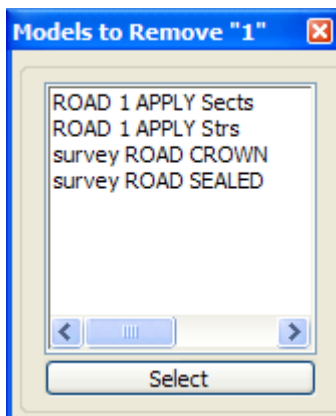 Models to Remove "1"
ROAD 1 APPLY Sects
ROAD 1 APPLY Strs
survey ROAD CROWN
survey ROAD SEALED
Select